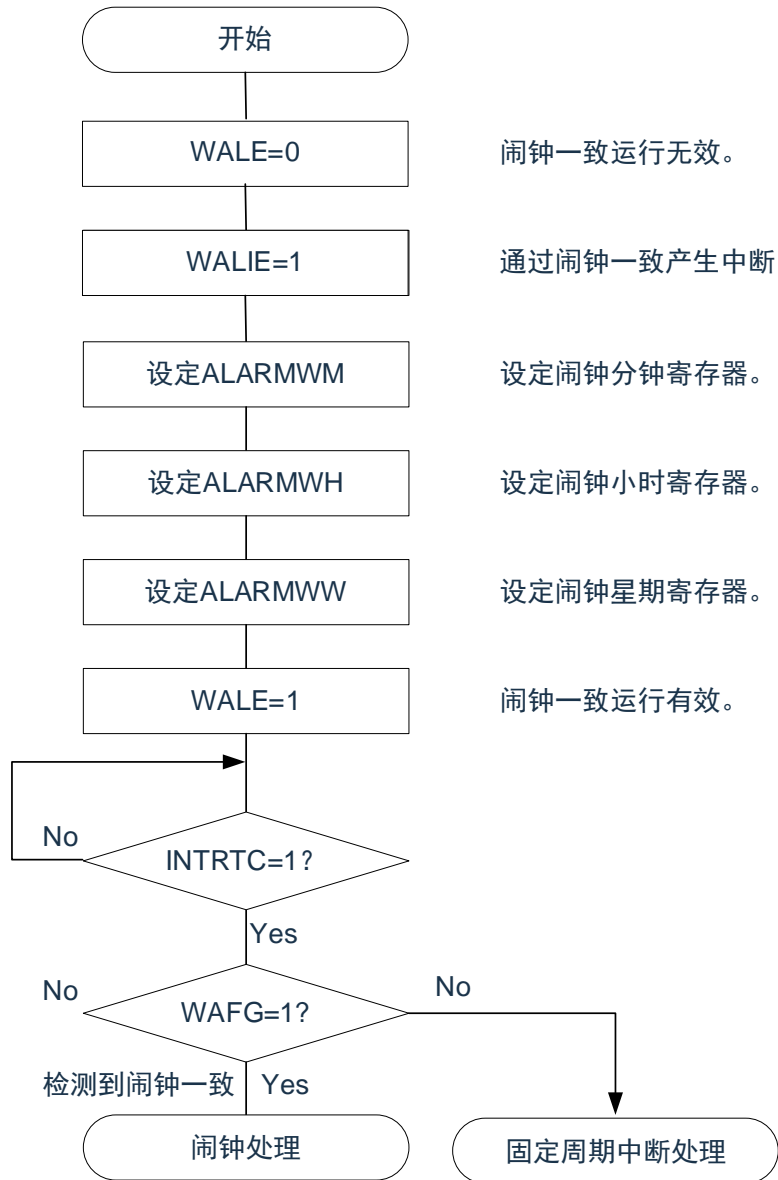 开始
WALE=0
闹钟一致运行无效。
WALIE=1
通过闹钟一致产生中断
设定ALARMWM
设定闹钟分钟寄存器。
设定ALARMWH
设定闹钟小时寄存器。
设定ALARMWW
设定闹钟星期寄存器。
WALE=1
闹钟一致运行有效。
No
INTRTC=1?
Yes
No
WAFG=1?
No
检测到闹钟一致
Yes
闹钟处理
固定周期中断处理